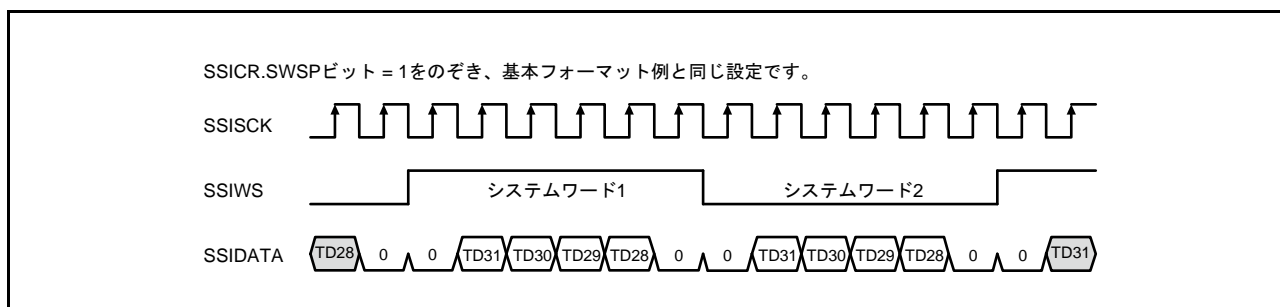 SSICR.SWSPビット = 1をのぞき、基本フォーマット例と同じ設定です。
SSISCK
SSIWS システムワード1 システムワード2
SSIDATA TD28 0 0 TD31 TD30 TD29 TD28 0 0 TD31 TD30 TD29 TD28 0 0 TD31